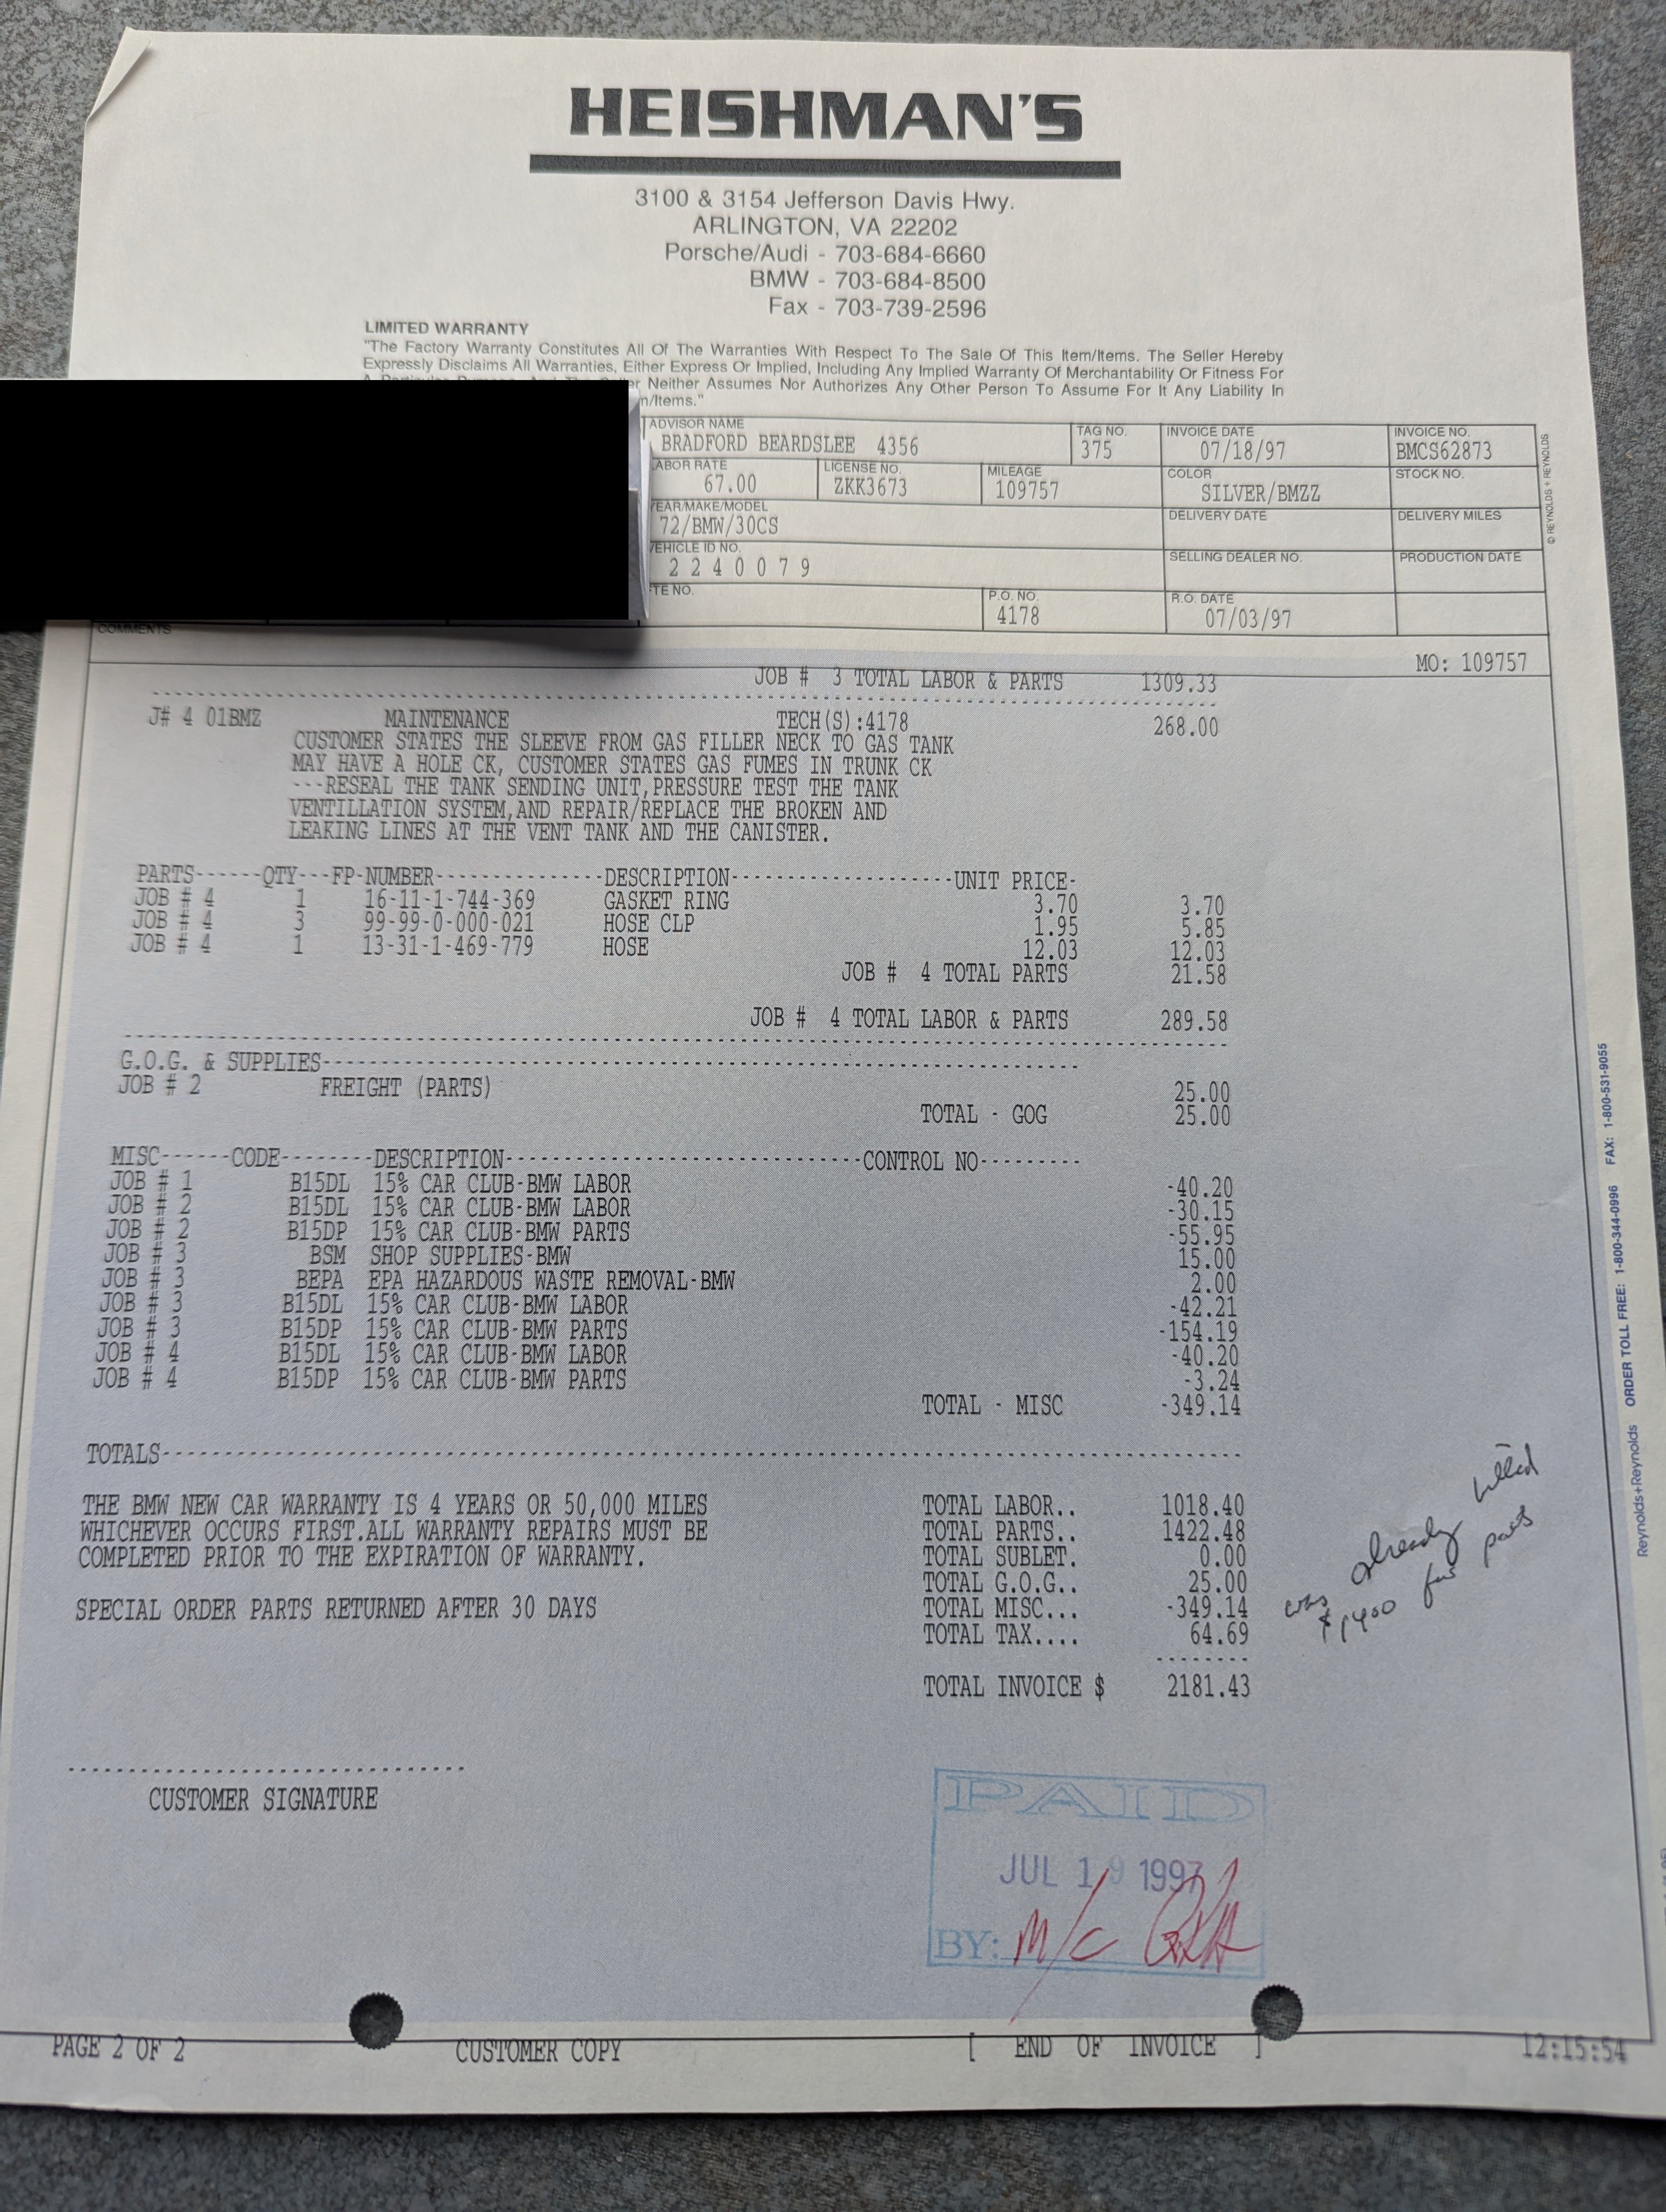 HEISHMAN'S
3100 & 3154 Jefferson Davis Hwy.
ARLINGTON, VA 22202
Porsche/Audi - 703-684-6660
BMW - 703-684-8500
Fax - 703-739-2596
LIMITED WARRANTY
"The Factory Warranty Constitutes All Of The Warranties With Respect To The Sale Of This Item/Items. The Seller Hereby
Expressly Disclaims All Warranties, Either Express Or Implied, Including Any Implied Warranty Of Merchantability Or Fitness For
Neither Assumes Nor Authorizes Any Other Person To Assume For It Any Liability In
m/Items."
ADVISOR NAME TAG NO. INVOICE DATE INVOICE NO.
BRADFORD BEARDSLEE 4356 375 07/18/97 BMCS62873
LABOR RATE LICENSE NO. MILEAGE COLOR STOCK NO.
67.00 ZKK3673 109757 SILVER/BMZZ
YEAR/MAKE/MODEL DELIVERY DATE DELIVERY MILES
72/BMW/30CS
VEHICLE ID NO. SELLING DEALER NO. PRODUCTION DATE
2 2 4 0 0 7 9
TE NO. P.O. NO. R.O. DATE
4178 07/03/97
COMMENTS
MO: 109757
© REYNOLDS + REYNOLDS
JOB # 3 TOTAL LABOR & PARTS 1309.33
J# 4 01BMZ MAINTENANCE TECH(S):4178 268.00
CUSTOMER STATES THE SLEEVE FROM GAS FILLER NECK TO GAS TANK
MAY HAVE A HOLE CK, CUSTOMER STATES GAS FUMES IN TRUNK CK
---RESEAL THE TANK SENDING UNIT,PRESSURE TEST THE TANK
VENTILLATION SYSTEM,AND REPAIR/REPLACE THE BROKEN AND
LEAKING LINES AT THE VENT TANK AND THE CANISTER.
PARTS------QTY---FP-NUMBER---------------DESCRIPTION--------------------UNIT PRICE-
JOB # 4 1 16-11-1-744-369 GASKET RING 3.70 3.70
JOB # 4 3 99-99-0-000-021 HOSE CLP 1.95 5.85
JOB # 4 1 13-31-1-469-779 HOSE 12.03 12.03
JOB # 4 TOTAL PARTS 21.58
JOB # 4 TOTAL LABOR & PARTS 289.58
G.O.G. & SUPPLIES
JOB # 2 FREIGHT (PARTS) 25.00
TOTAL - GOG 25.00
MISC------CODE--------DESCRIPTION--------------------------------CONTROL NO---------
JOB # 1 B15DL 15% CAR CLUB-BMW LABOR -40.20
JOB # 2 B15DL 15% CAR CLUB-BMW LABOR -30.15
JOB # 2 B15DP 15% CAR CLUB-BMW PARTS -55.95
JOB # 3 BSM SHOP SUPPLIES-BMW 15.00
JOB # 3 BEPA EPA HAZARDOUS WASTE REMOVAL-BMW 2.00
JOB # 3 B15DL 15% CAR CLUB-BMW LABOR -42.21
JOB # 3 B15DP 15% CAR CLUB-BMW PARTS -154.19
JOB # 4 B15DL 15% CAR CLUB-BMW LABOR -40.20
JOB # 4 B15DP 15% CAR CLUB-BMW PARTS -3.24
TOTAL - MISC -349.14
TOTALS
THE BMW NEW CAR WARRANTY IS 4 YEARS OR 50,000 MILES
WHICHEVER OCCURS FIRST.ALL WARRANTY REPAIRS MUST BE
COMPLETED PRIOR TO THE EXPIRATION OF WARRANTY.
SPECIAL ORDER PARTS RETURNED AFTER 30 DAYS
TOTAL LABOR.. 1018.40
TOTAL PARTS.. 1422.48
TOTAL SUBLET. 0.00
TOTAL G.O.G.. 25.00
TOTAL MISC... -349.14
TOTAL TAX.... 64.69
TOTAL INVOICE $ 2181.43
was already billed
$1400 for parts
CUSTOMER SIGNATURE
PAID
JUL 19 1997
BY: M/C
PAGE 2 OF 2 CUSTOMER COPY [ END OF INVOICE ] 12:15:54
Reynolds+Reynolds ORDER TOLL FREE: 1-800-344-0996 FAX: 1-800-531-9055